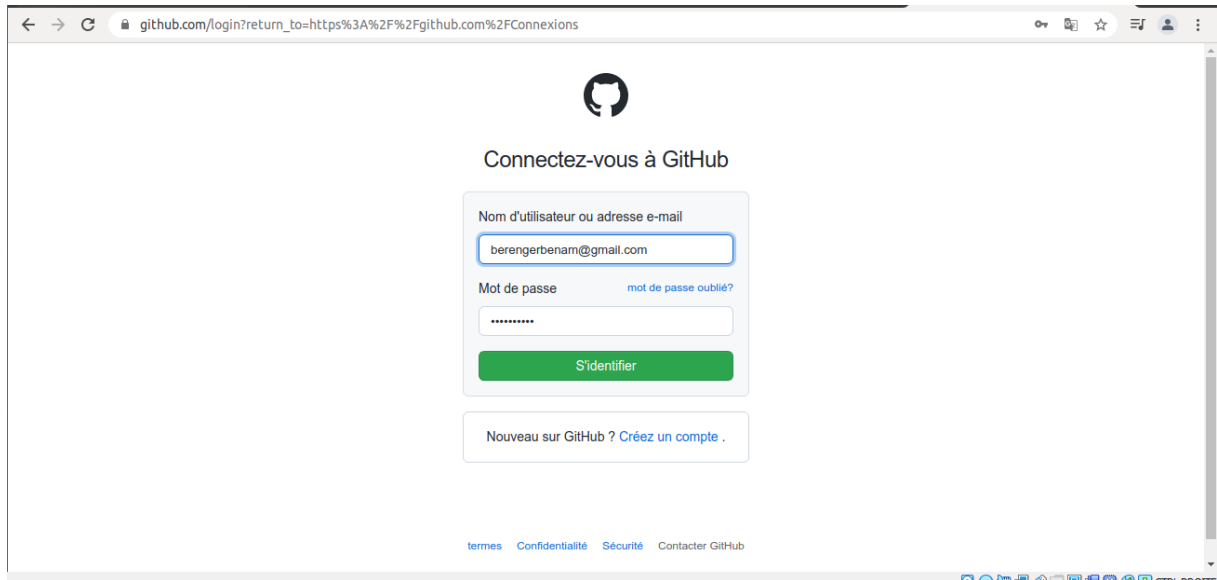 github.com/login?return_to=https%3A%2F%2Fgithub.com%2FConnexions
Connectez-vous à GitHub
Nom d'utilisateur ou adresse e-mail
berengerbenam@gmail.com
Mot de passe mot de passe oublié?
••••••••••
S'identifier
Nouveau sur GitHub ? Créez un compte .
termes Confidentialité Sécurité Contacter GitHub